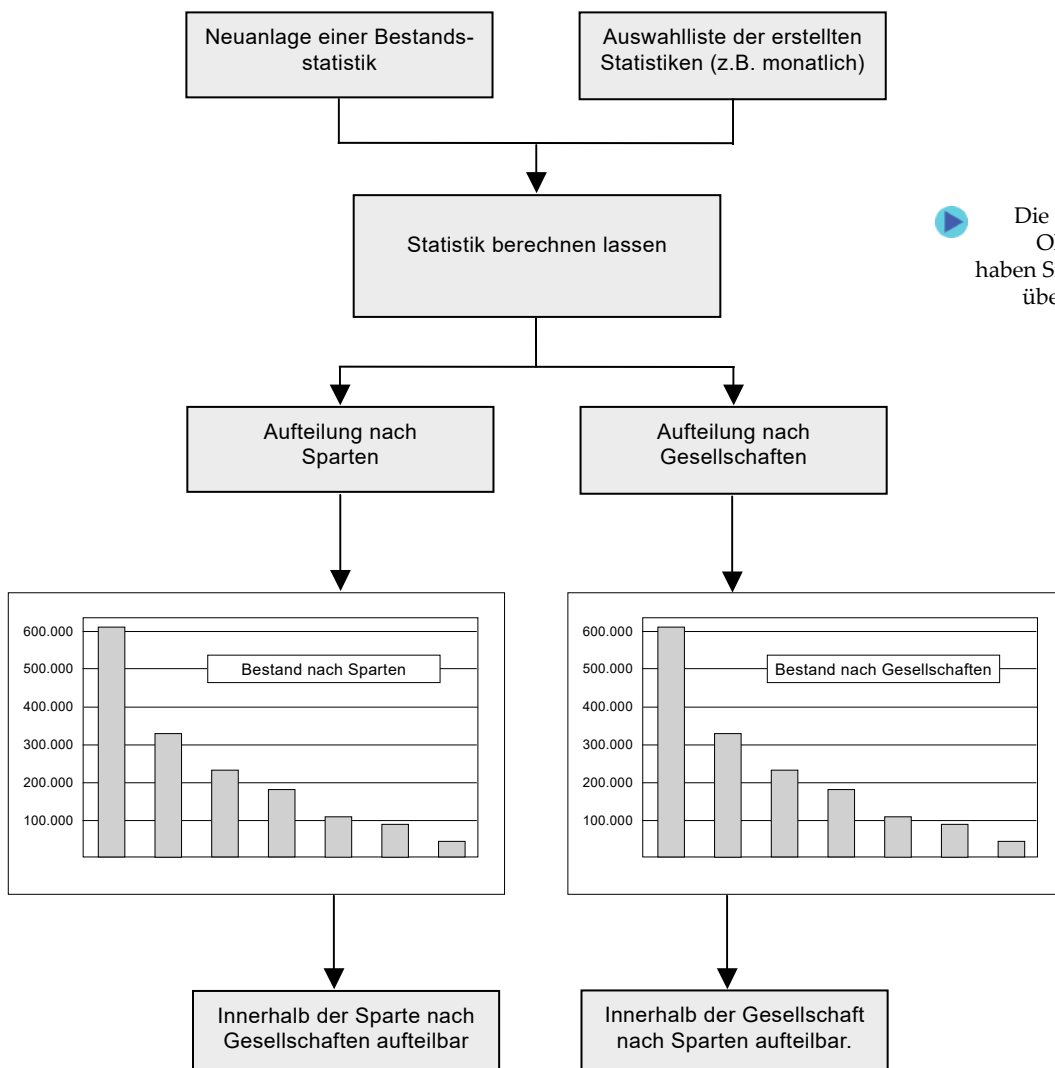 Neuanlage einer Bestands-
statistik
Auswahlliste der erstellten
Statistiken (z.B. monatlich)
Statistik berechnen lassen
Die
haben
Aufteilung nach
Sparten
Aufteilung nach
Gesellschaften
600.000
500.000
400.000
300.000
200.000
100.000
Bestand nach Sparten
600.000
500.000
400.000
300.000
200.000
100.000
Bestand nach Gesellschaften
Innerhalb der Sparte nach
Gesellschaften aufteilbar
Innerhalb der Gesellschaft
nach Sparten aufteilbar.